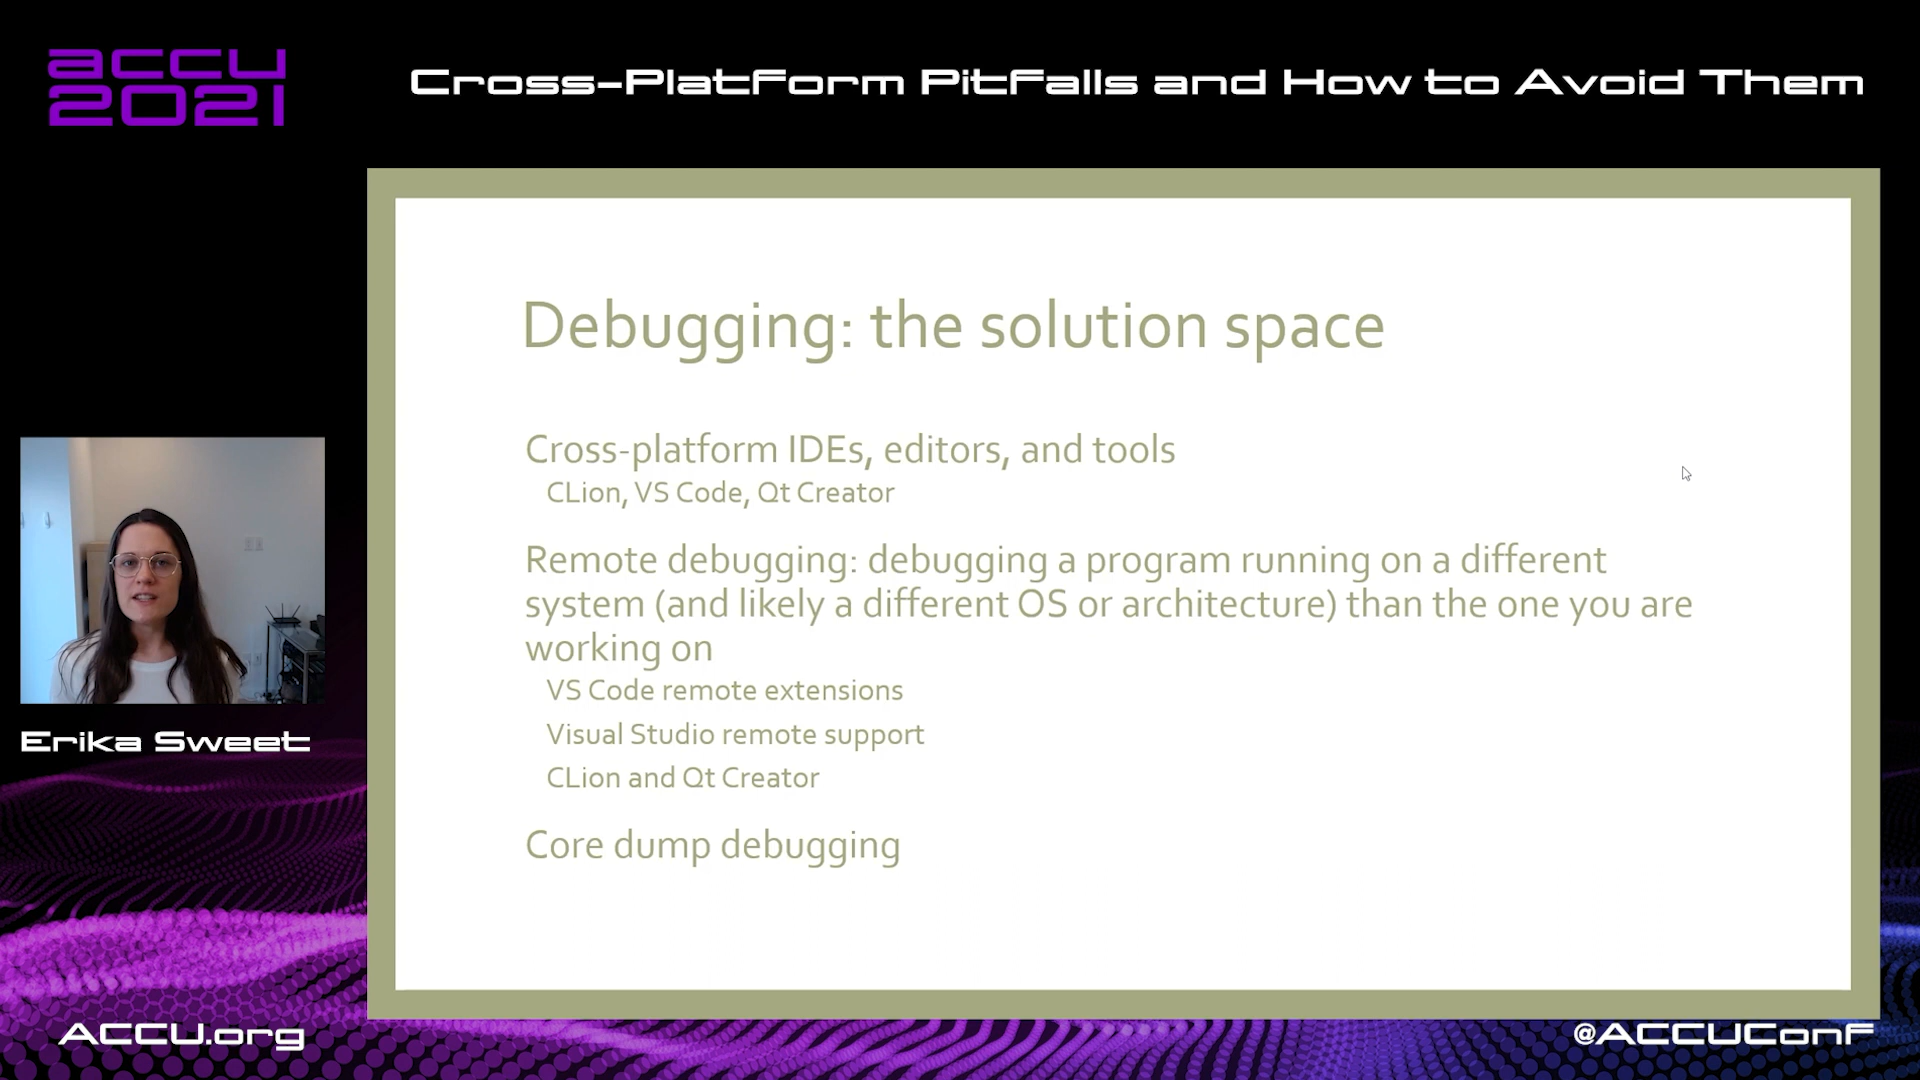 accu
2021
Cross-Platform Pitfalls and How to Avoid Them
Debugging: the solution space
Cross-platform IDEs, editors, and tools
CLion, VS Code, Qt Creator
Remote debugging: debugging a program running on a different
system (and likely a different OS or architecture) than the one you are
working on
VS Code remote extensions
Visual Studio remote support
CLion and Qt Creator
Core dump debugging
Erika Sweet
ACCU.org
@ACCUConf